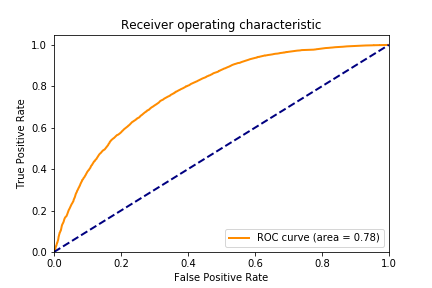 Receiver operating characteristic
True Positive Rate
1.0
0.8
0.6
0.4
0.2
0.0
ROC curve (area = 0.78)
0.0 0.2 0.4 0.6 0.8 1.0
False Positive Rate